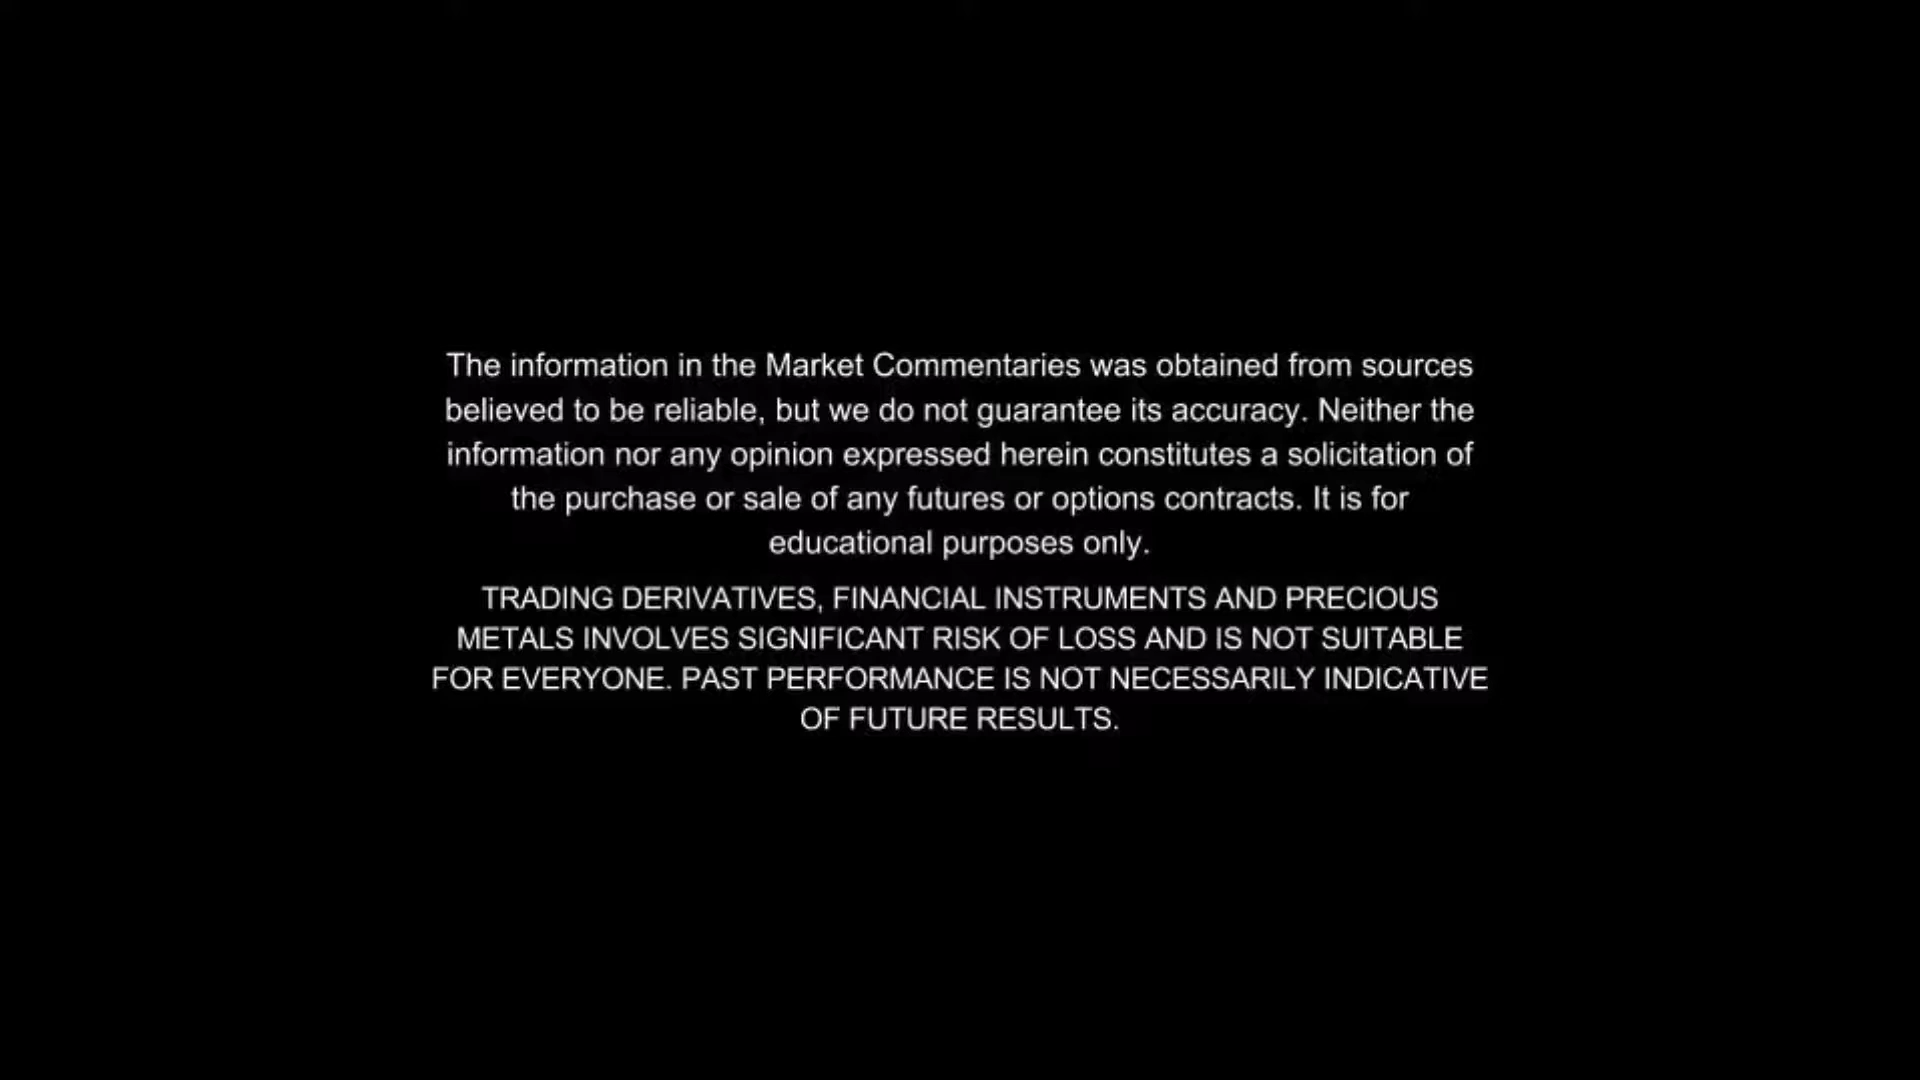 The information in the Market Commentaries was obtained from sources
believed to be reliable, but we do not guarantee its accuracy. Neither the
information nor any opinion expressed herein constitutes a solicitation of
the purchase or sale of any futures or options contracts. It is for
educational purposes only.
TRADING DERIVATIVES, FINANCIAL INSTRUMENTS AND PRECIOUS
METALS INVOLVES SIGNIFICANT RISK OF LOSS AND IS NOT SUITABLE
FOR EVERYONE. PAST PERFORMANCE IS NOT NECESSARILY INDICATIVE
OF FUTURE RESULTS.